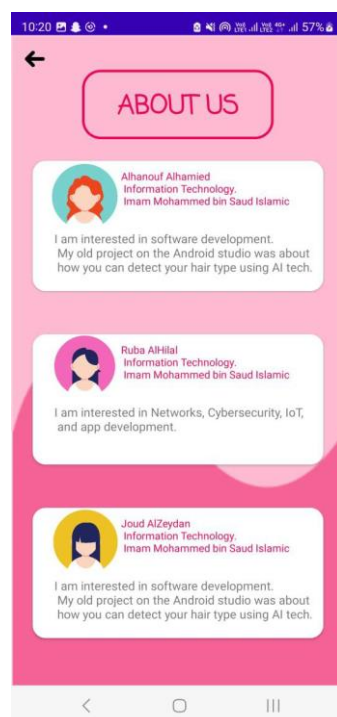 10:20
57%
ABOUT US
Alhanouf Alhamied
Information Technology.
Imam Mohammed bin Saud Islamic
I am interested in software development.
My old project on the Android studio was about
how you can detect your hair type using AI tech.
Ruba AlHilal
Information Technology.
Imam Mohammed bin Saud Islamic
I am interested in Networks, Cybersecurity, IoT,
and app development.
Joud AlZeydan
Information Technology.
Imam Mohammed bin Saud Islamic
I am interested in software development.
My old project on the Android studio was about
how you can detect your hair type using AI tech.